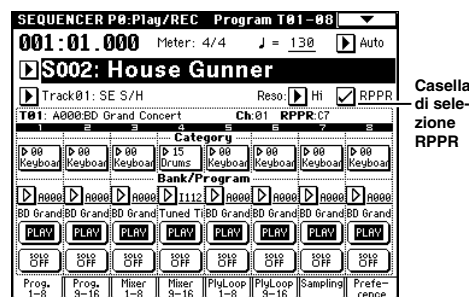 SEQUENCER P0:Play/REC Program T01-08
001:01.000 Meter: 4/4 ♩ = 130 Auto
S002: House Gunner
Track01: SE S/H Reso: Hi RPPR
T01: A000:BD Grand Concert Ch:01 RPPR:C7
1 2 3 4 5 6 7 8
Category
00 00 00 15 00 00 00 00
Keyboar Keyboar Keyboar Drums Keyboar Keyboar Keyboar Keyboar
Bank/Program
A000 A000 A000 I112 A000 A000 A000 A000
BD Grand BD Grand BD Grand Tuned Ti BD Grand BD Grand BD Grand BD Grand
PLAY PLAY PLAY PLAY PLAY PLAY PLAY PLAY
SOLO SOLO SOLO SOLO SOLO SOLO SOLO SOLO
OFF OFF OFF OFF OFF OFF OFF OFF
Prog. Prog. Mixer Mixer PlyLoop PlyLoop Sampling Prefe-
1-8 9-16 1-8 9-16 1-8 9-16 rence
Casella
di sele-
zione
RPPR